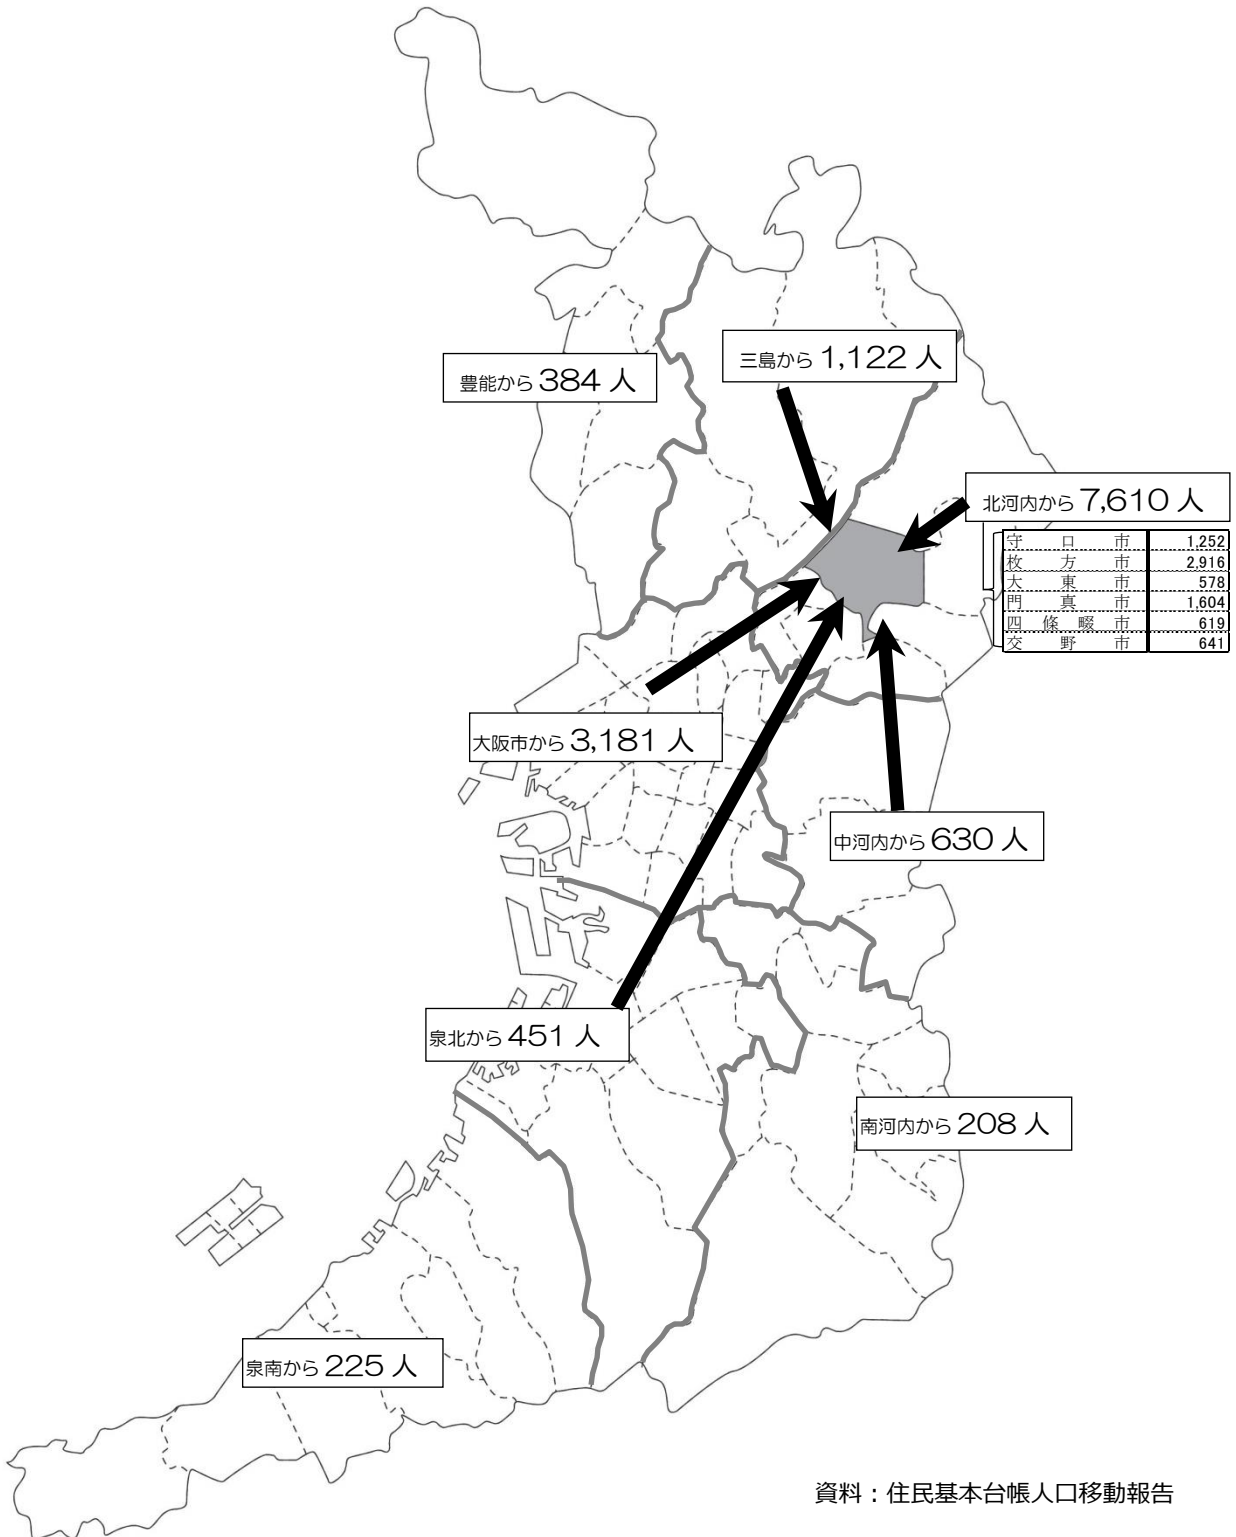 三島から 1,122 人
豊能から 384 人
北河内から 7,610 人
守口市 1,252
枚方市 2,916
大東市 578
門真市 1,604
四條畷市 619
交野市 641
大阪市から 3,181 人
中河内から 630 人
泉北から 451 人
南河内から 208 人
泉南から 225 人
資料：住民基本台帳人口移動報告